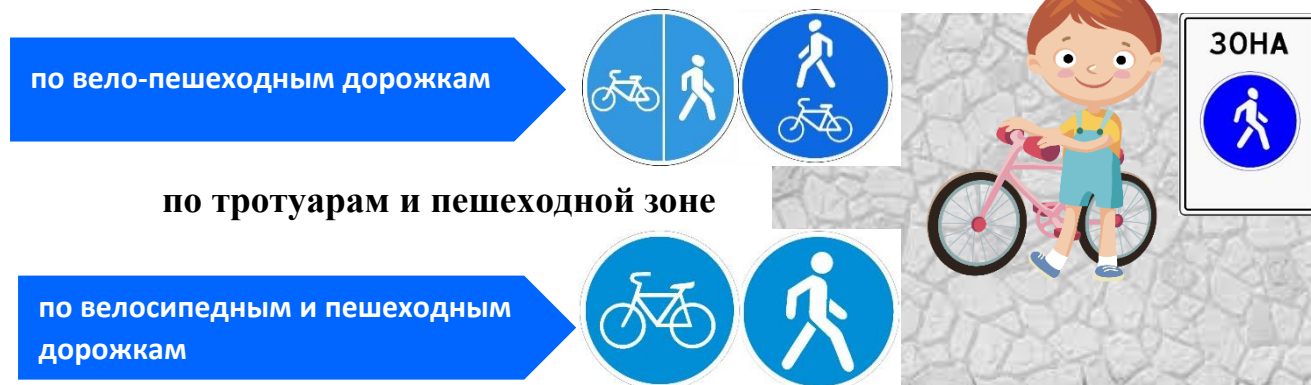 по вело-пешеходным дорожкам
ЗОНА
по тротуарам и пешеходной зоне
по велосипедным и пешеходным
дорожкам